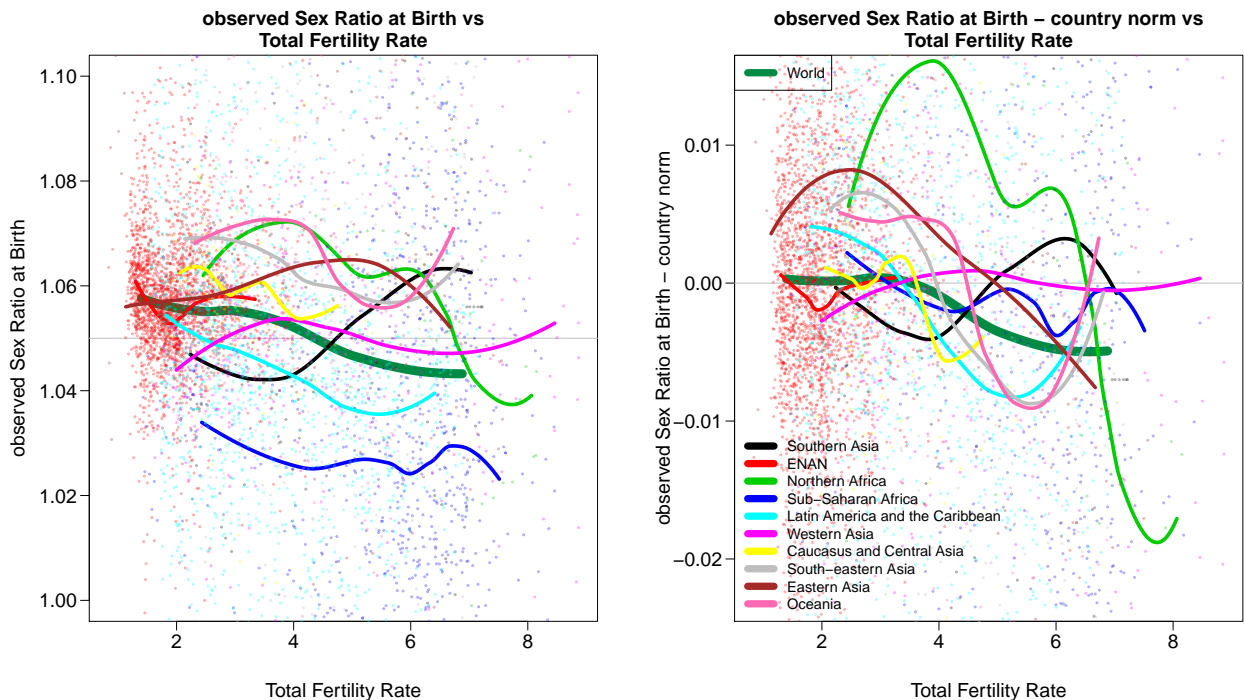 observed Sex Ratio at Birth vs
Total Fertility Rate
observed Sex Ratio at Birth
1.10
1.08
1.06
1.04
1.02
1.00
2 4 6 8
Total Fertility Rate
observed Sex Ratio at Birth − country norm vs
Total Fertility Rate
observed Sex Ratio at Birth − country norm
0.01
0.00
−0.01
−0.02
World
Southern Asia
ENAN
Northern Africa
Sub−Saharan Africa
Latin America and the Caribbean
Western Asia
Caucasus and Central Asia
South−eastern Asia
Eastern Asia
Oceania
2 4 6 8
Total Fertility Rate